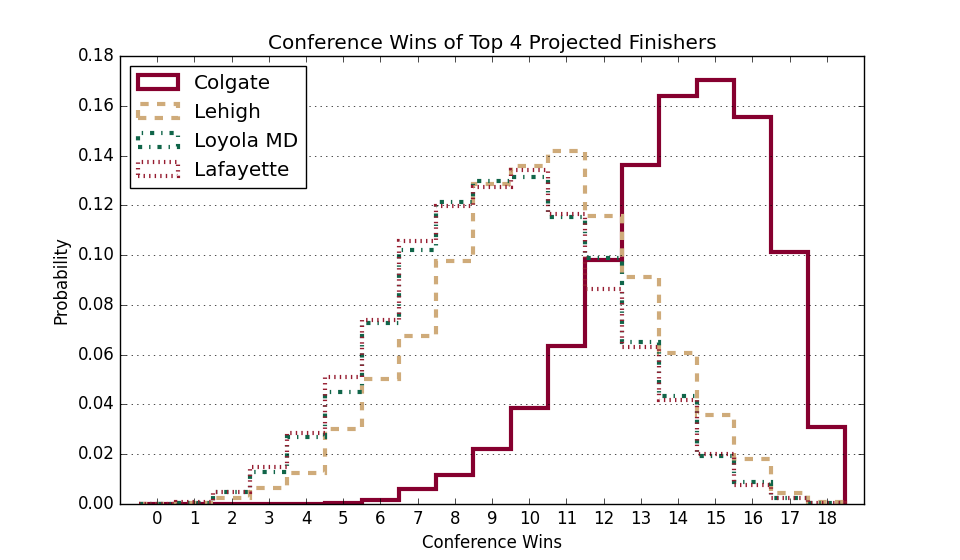 Conference Wins of Top 4 Projected Finishers
0.18
0.16
0.14
0.12
0.10
0.08
0.06
0.04
0.02
0.00
Probability
Colgate
Lehigh
Loyola MD
Lafayette
0 1 2 3 4 5 6 7 8 9 10 11 12 13 14 15 16 17 18
Conference Wins